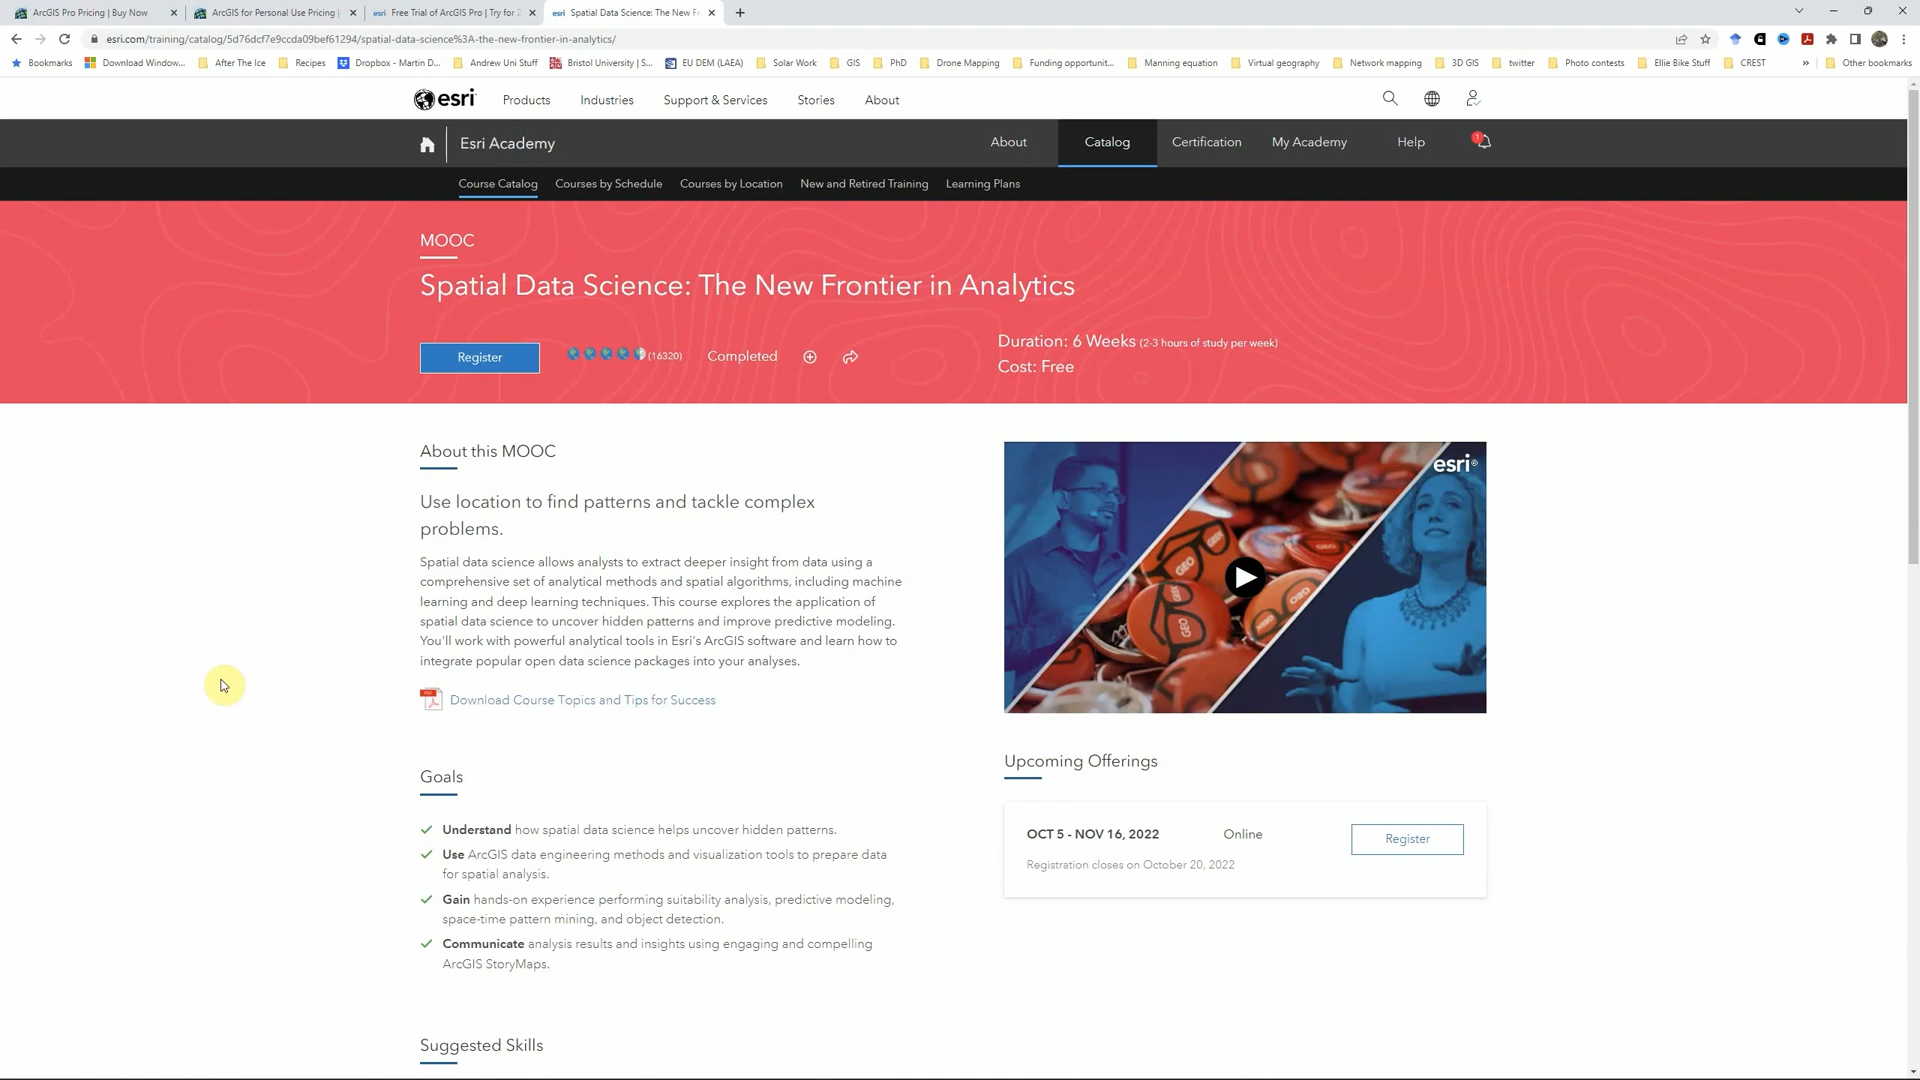 ArcGIS Pro Pricing | Buy Now
ArcGIS for Personal Use Pricing |
esri Free Trial of ArcGIS Pro | Try for 2
esri Spatial Data Science: The New Fr
esri.com/training/catalog/5d76dcf7e9ccda09bef61294/spatial-data-science%3A-the-new-frontier-in-analytics/
Bookmarks Download Window... After The Ice Recipes Dropbox - Martin D... Andrew Uni Stuff Bristol University | S... EU DEM (LAEA) Solar Work GIS PhD Drone Mapping Funding opportunit... Manning equation Virtual geography Network mapping 3D GIS twitter Photo contests Ellie Bike Stuff CREST » Other bookmarks
esri Products Industries Support & Services Stories About
Esri Academy About Catalog Certification My Academy Help 1
Course Catalog Courses by Schedule Courses by Location New and Retired Training Learning Plans
MOOC
Spatial Data Science: The New Frontier in Analytics
Register (16320) Completed
Duration: 6 Weeks (2-3 hours of study per week)
Cost: Free
About this MOOC
Use location to find patterns and tackle complex
problems.
Spatial data science allows analysts to extract deeper insight from data using a
comprehensive set of analytical methods and spatial algorithms, including machine
learning and deep learning techniques. This course explores the application of
spatial data science to uncover hidden patterns and improve predictive modeling.
You'll work with powerful analytical tools in Esri's ArcGIS software and learn how to
integrate popular open data science packages into your analyses.
PDF Download Course Topics and Tips for Success
Goals
Understand how spatial data science helps uncover hidden patterns.
Use ArcGIS data engineering methods and visualization tools to prepare data
for spatial analysis.
Gain hands-on experience performing suitability analysis, predictive modeling,
space-time pattern mining, and object detection.
Communicate analysis results and insights using engaging and compelling
ArcGIS StoryMaps.
Suggested Skills
esri
GEO
GEEK
GEO
GEO
Upcoming Offerings
OCT 5 - NOV 16, 2022 Online Register
Registration closes on October 20, 2022